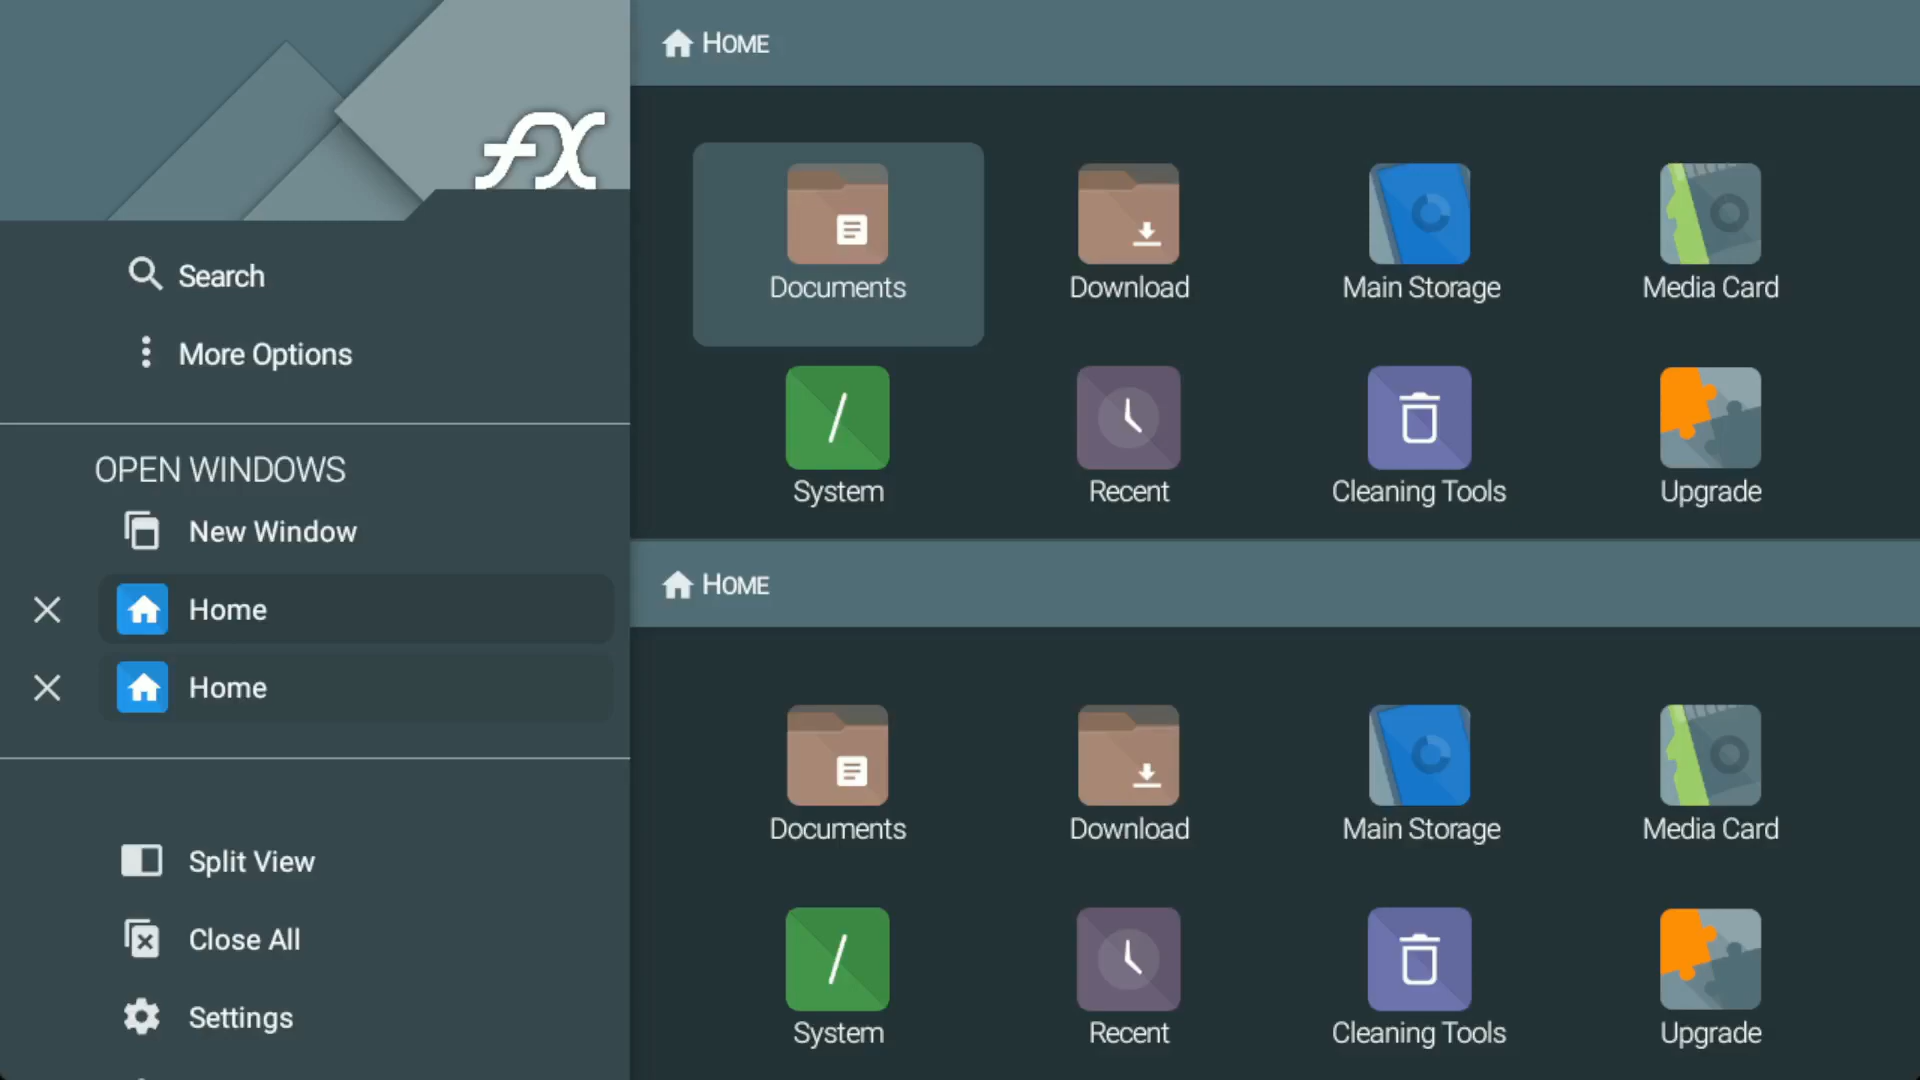 fX
Search
More Options
OPEN WINDOWS
New Window
Home
Home
Split View
Close All
Settings
HOME
Documents
Download
Main Storage
Media Card
System
Recent
Cleaning Tools
Upgrade
HOME
Documents
Download
Main Storage
Media Card
System
Recent
Cleaning Tools
Upgrade